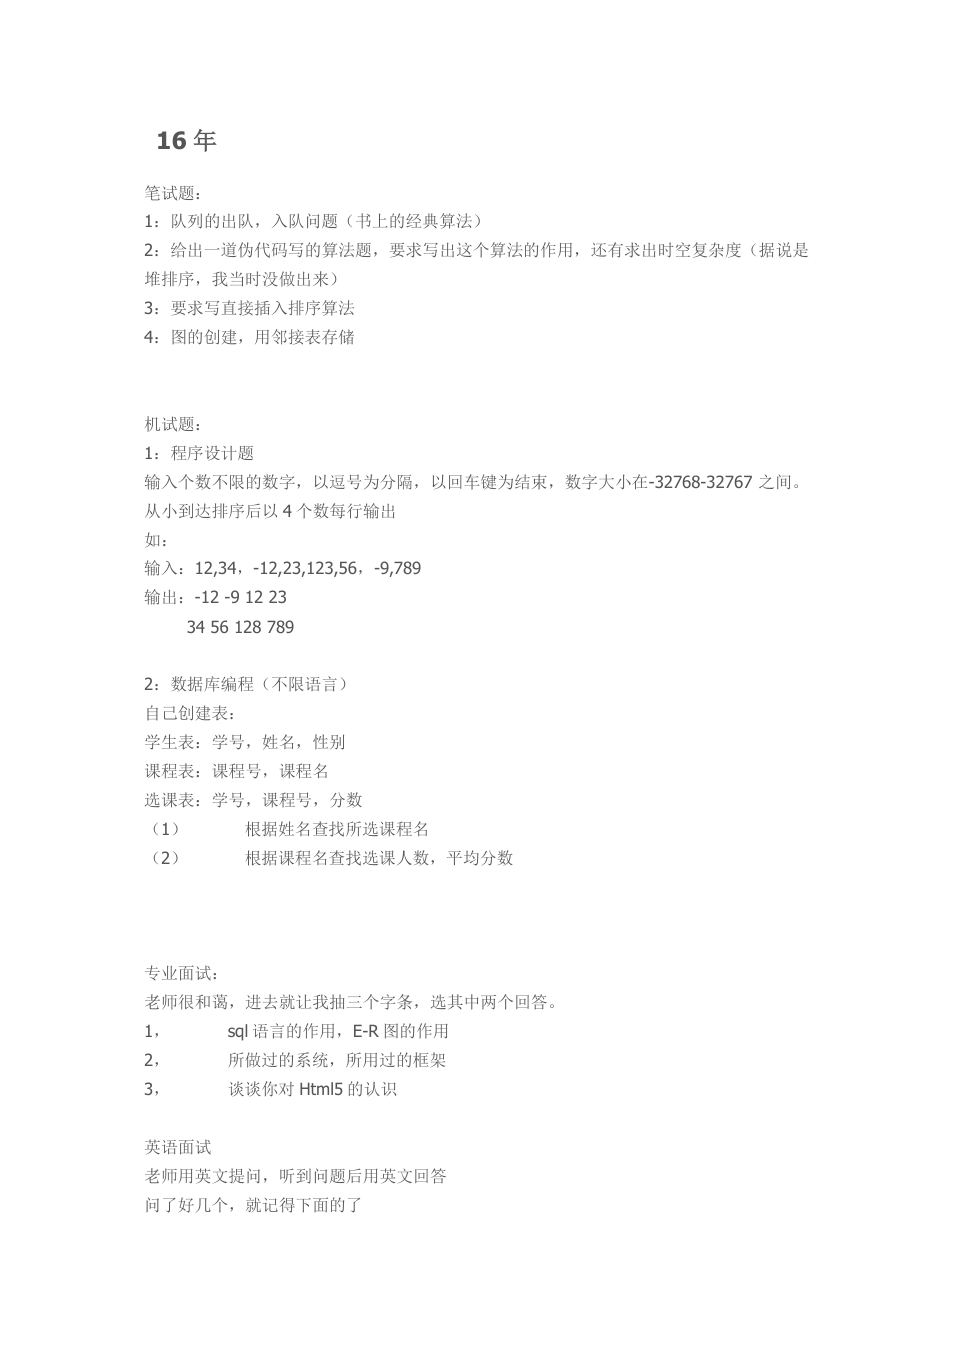 16 年
笔试题：
1：队列的出队，入队问题（书上的经典算法）
2：给出一道伪代码写的算法题，要求写出这个算法的作用，还有求出时空复杂度（据说是
堆排序，我当时没做出来）
3：要求写直接插入排序算法
4：图的创建，用邻接表存储
机试题：
1：程序设计题
输入个数不限的数字，以逗号为分隔，以回车键为结束，数字大小在-32768-32767 之间。
从小到达排序后以 4 个数每行输出
如：
输入：12,34，-12,23,123,56，-9,789
输出：-12 -9 12 23
34 56 128 789
2：数据库编程（不限语言）
自己创建表：
学生表：学号，姓名，性别
课程表：课程号，课程名
选课表：学号，课程号，分数
（1） 根据姓名查找所选课程名
（2） 根据课程名查找选课人数，平均分数
专业面试：
老师很和蔼，进去就让我抽三个字条，选其中两个回答。
1， sql 语言的作用，E-R 图的作用
2， 所做过的系统，所用过的框架
3， 谈谈你对 Html5 的认识
英语面试
老师用英文提问，听到问题后用英文回答
问了好几个，就记得下面的了